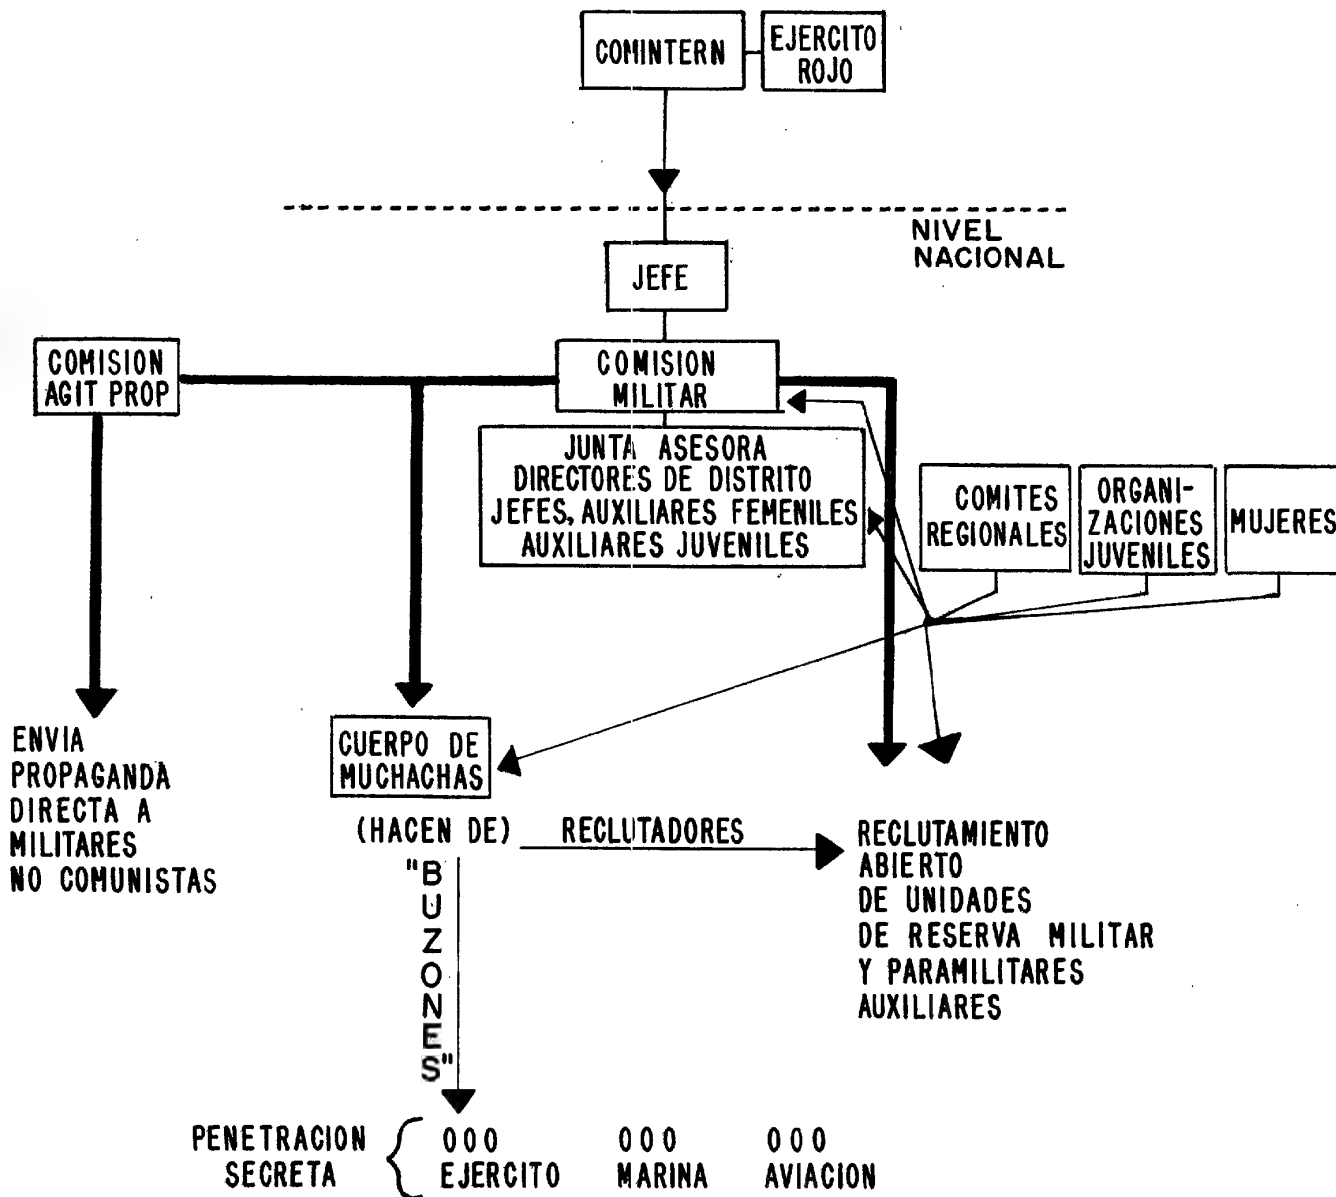 COMINTERN
EJERCITO
ROJO
NIVEL
NACIONAL
JEFE
COMISION
AGIT PROP
COMISION
MILITAR
JUNTA ASESORA
DIRECTORES DE DISTRITO
JEFES, AUXILIARES FEMENILES
AUXILIARES JUVENILES
COMITES
REGIONALES
ORGANI-
ZACIONES
JUVENILES
MUJERES
ENVIA
PROPAGANDA
DIRECTA A
MILITARES
NO COMUNISTAS
CUERPO DE
MUCHACHAS
(HACEN DE)
RECLUTADORES
"BUZONES"
RECLUTAMIENTO
ABIERTO
DE UNIDADES
DE RESERVA MILITAR
Y PARAMILITARES
AUXILIARES
PENETRACION
SECRETA
000
EJERCITO
000
MARINA
000
AVIACION